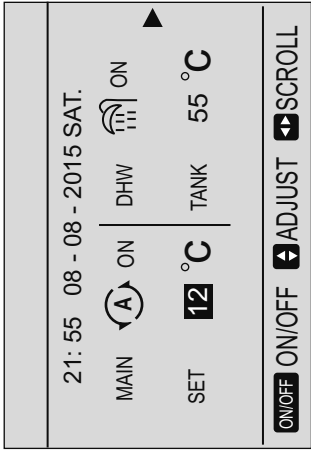 21: 55 08 - 08 - 2015 SAT.
MAIN A ON DHW ON
SET 12 °C TANK 55 °C
ON/OFF ON/OFF ADJUST SCROLL